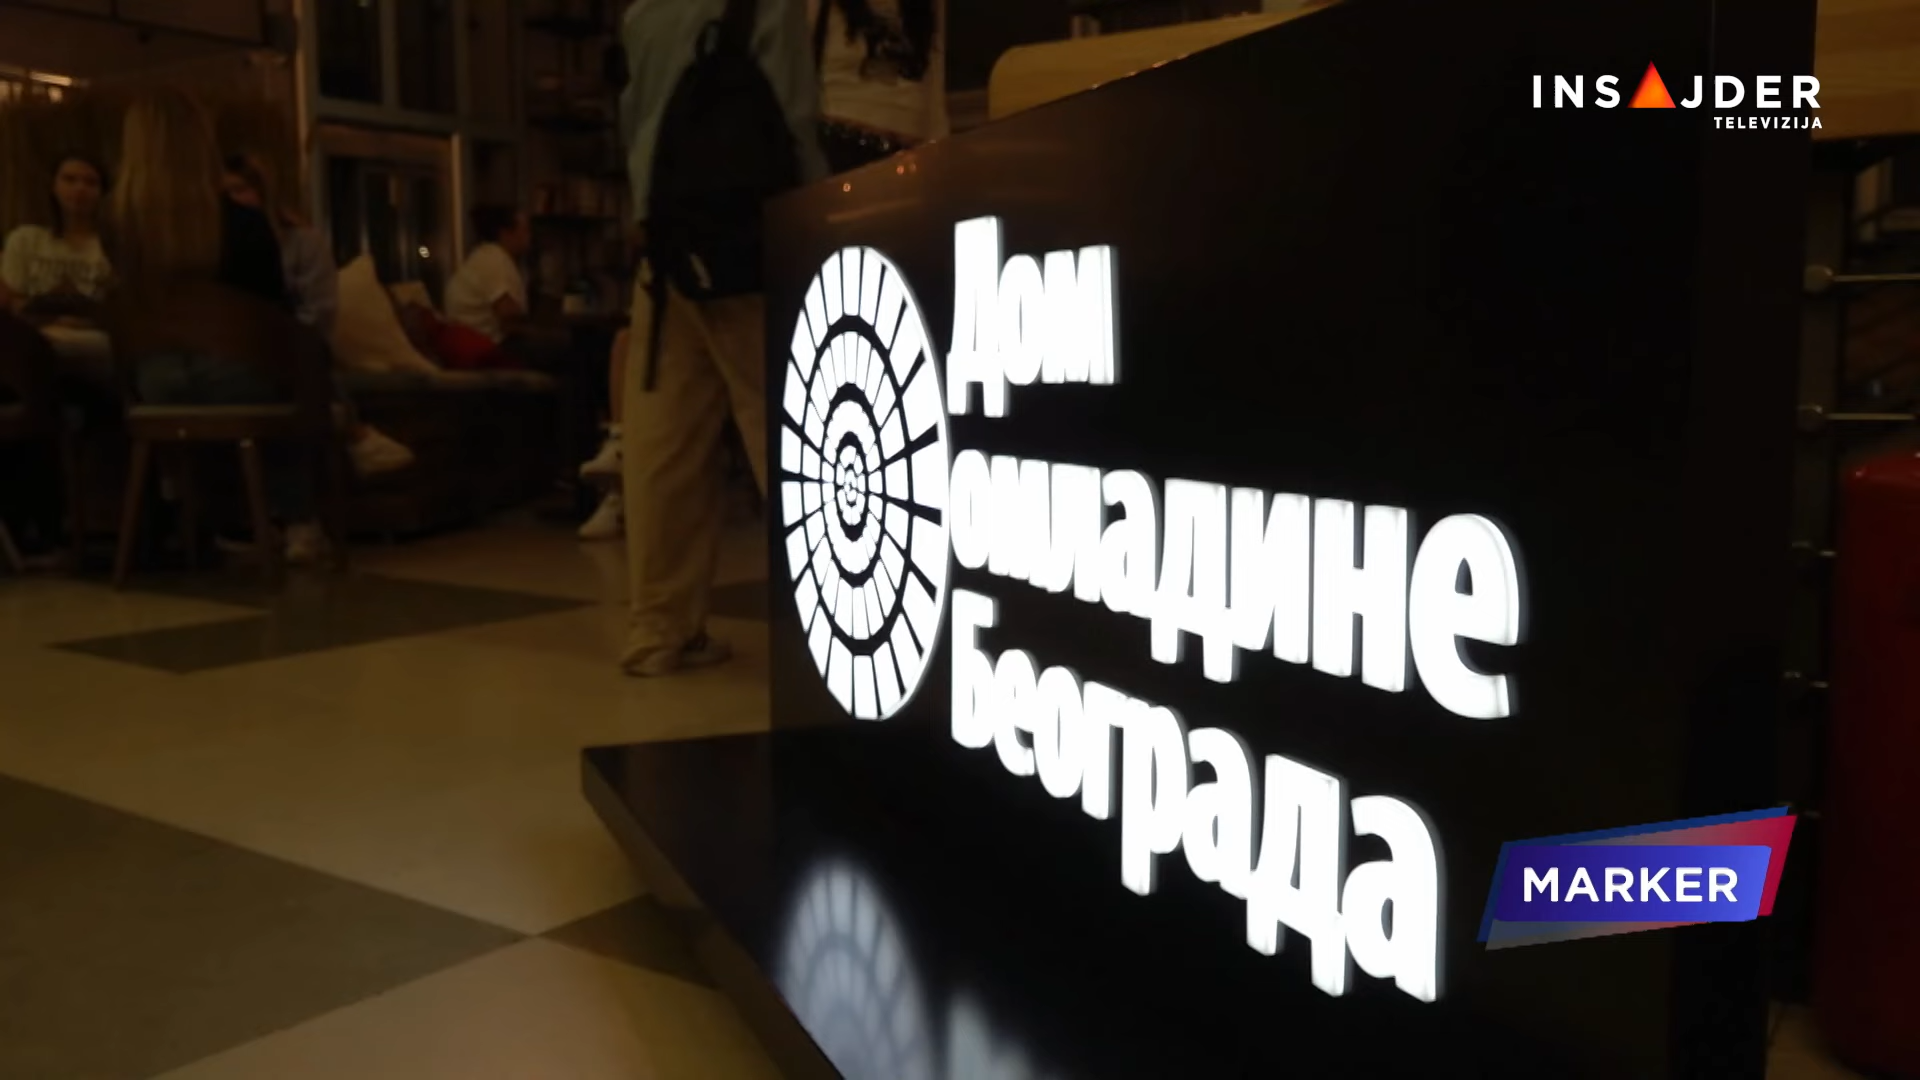 INSAJDER
TELEVIZIJA
Дом
омладине
Београда
MARKER